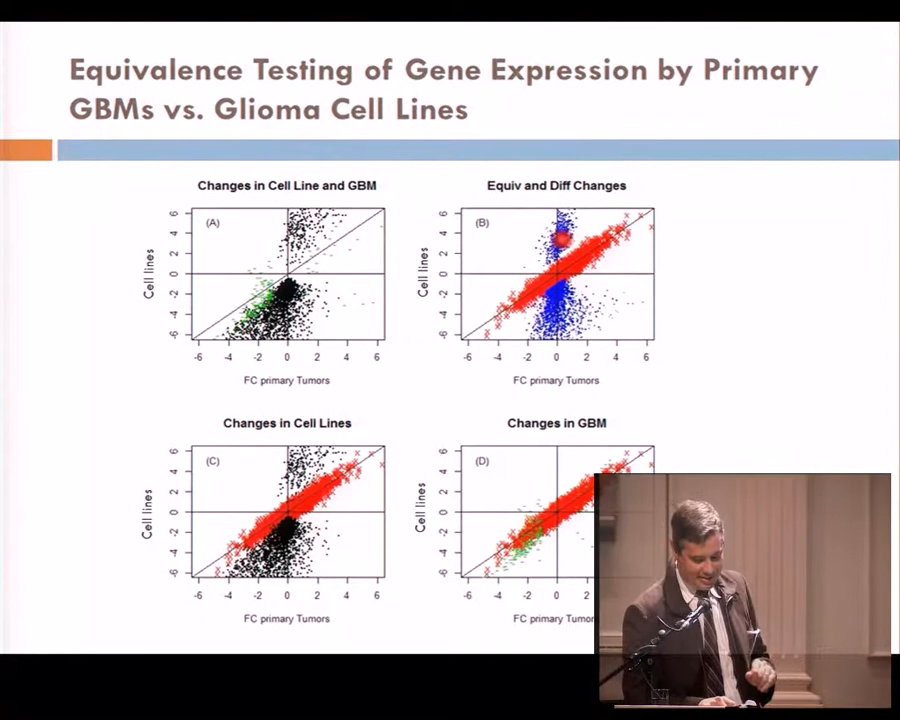 Equivalence Testing of Gene Expression by Primary
GBMs vs. Glioma Cell Lines
Changes in Cell Line and GBM
(A)
Cell lines
6
4
2
0
-2
-4
-6
-6 -4 -2 0 2 4 6
FC primary Tumors
Equiv and Diff Changes
(B)
Cell lines
6
4
2
0
-2
-4
-6
-6 -4 -2 0 2 4 6
FC primary Tumors
Changes in Cell Lines
(C)
Cell lines
6
4
2
0
-2
-4
-6
-6 -4 -2 0 2 4 6
FC primary Tumors
Changes in GBM
(D)
Cell lines
6
4
2
0
-2
-4
-6
-6 -4 -2 0 2
FC primary Tumors